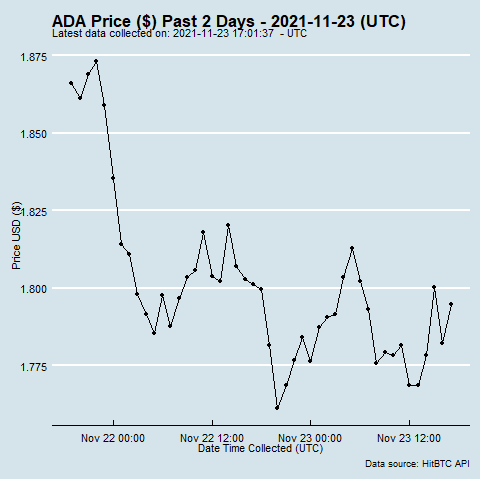 ADA Price ($) Past 2 Days - 2021-11-23 (UTC)
Latest data collected on: 2021-11-23 17:01:37 - UTC
1.875
1.850
1.825
1.800
1.775
Price USD ($)
Nov 22 00:00 Nov 22 12:00 Nov 23 00:00 Nov 23 12:00
Date Time Collected (UTC)
Data source: HitBTC API